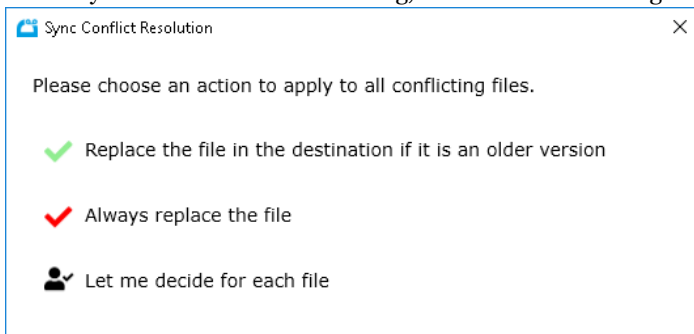 Sync Conflict Resolution
Please choose an action to apply to all conflicting files.
Replace the file in the destination if it is an older version
Always replace the file
Let me decide for each file